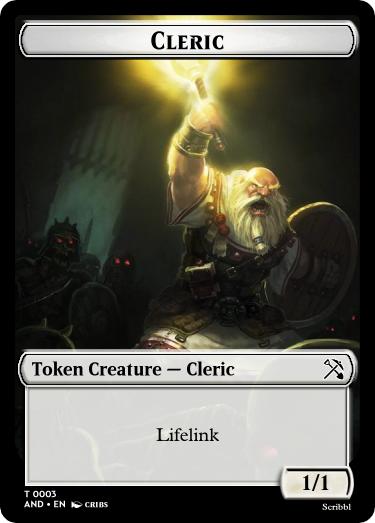 Cleric
Token Creature — Cleric
Lifelink
1/1
T 0003
AND • EN CRIBS
Scribbl